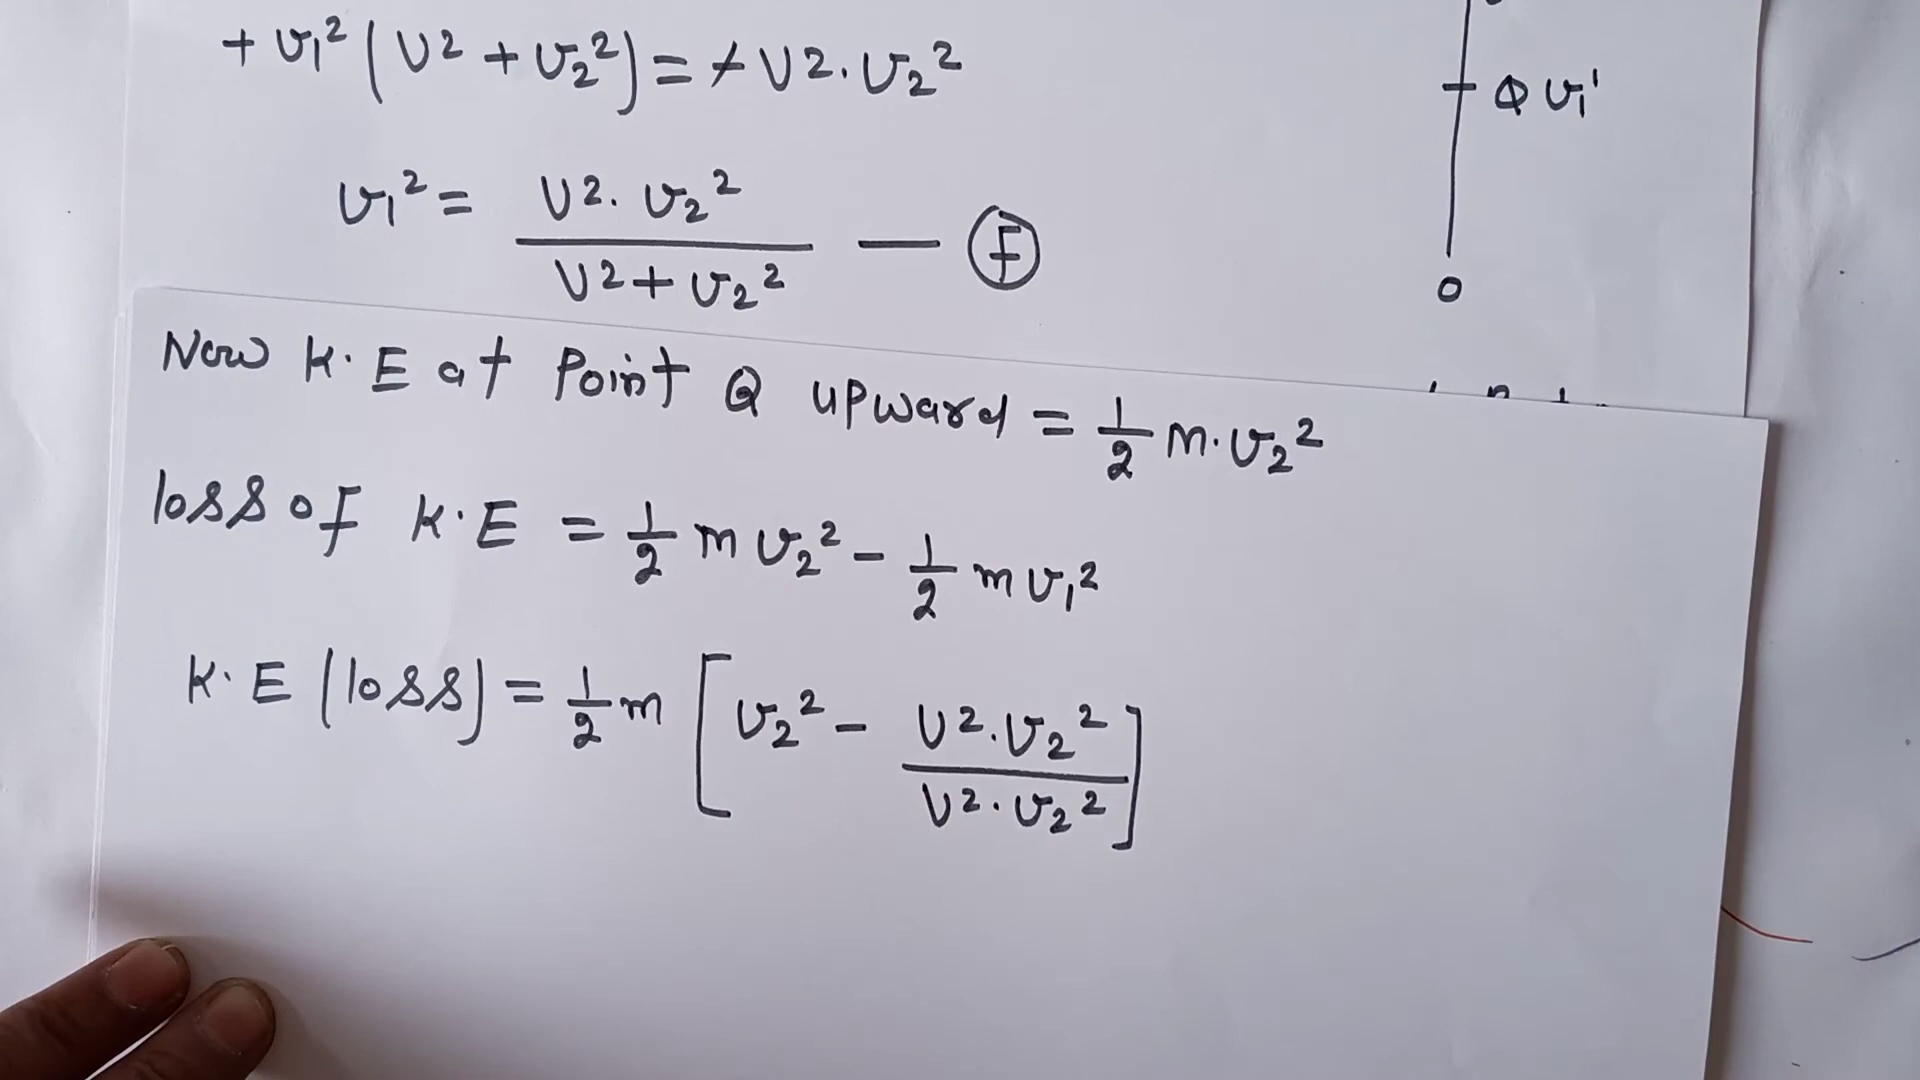 + v₁² (V² + v₂²) = + V². v₂²
Q v₁'
v₁² = V². v₂² / V² + v₂² — (F)
0
Now K.E at Point Q upward = 1/2 m. v₂²
loss of K.E = 1/2 m v₂² - 1/2 m v₁²
K.E (loss) = 1/2 m [ v₂² - V². v₂² / V². v₂² ]